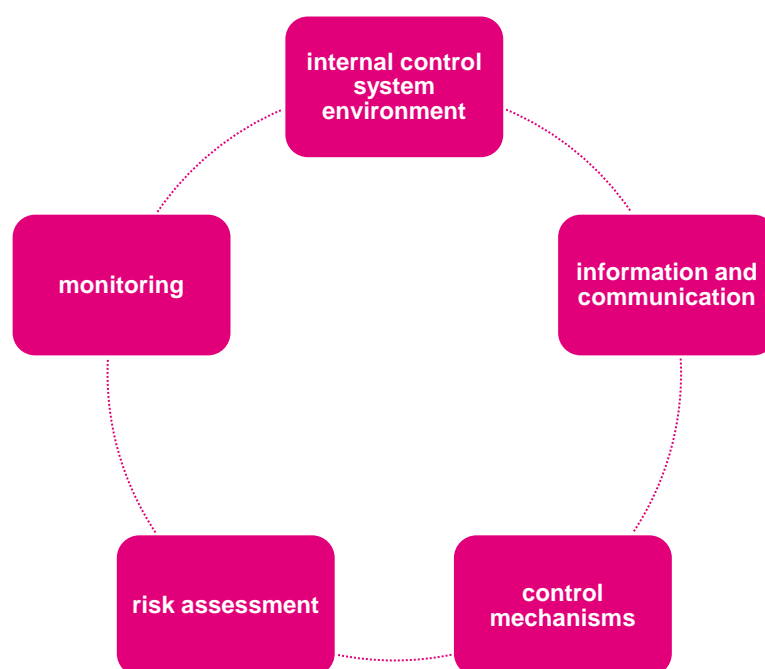 internal control
system
environment
monitoring
information and
communication
risk assessment
control
mechanisms